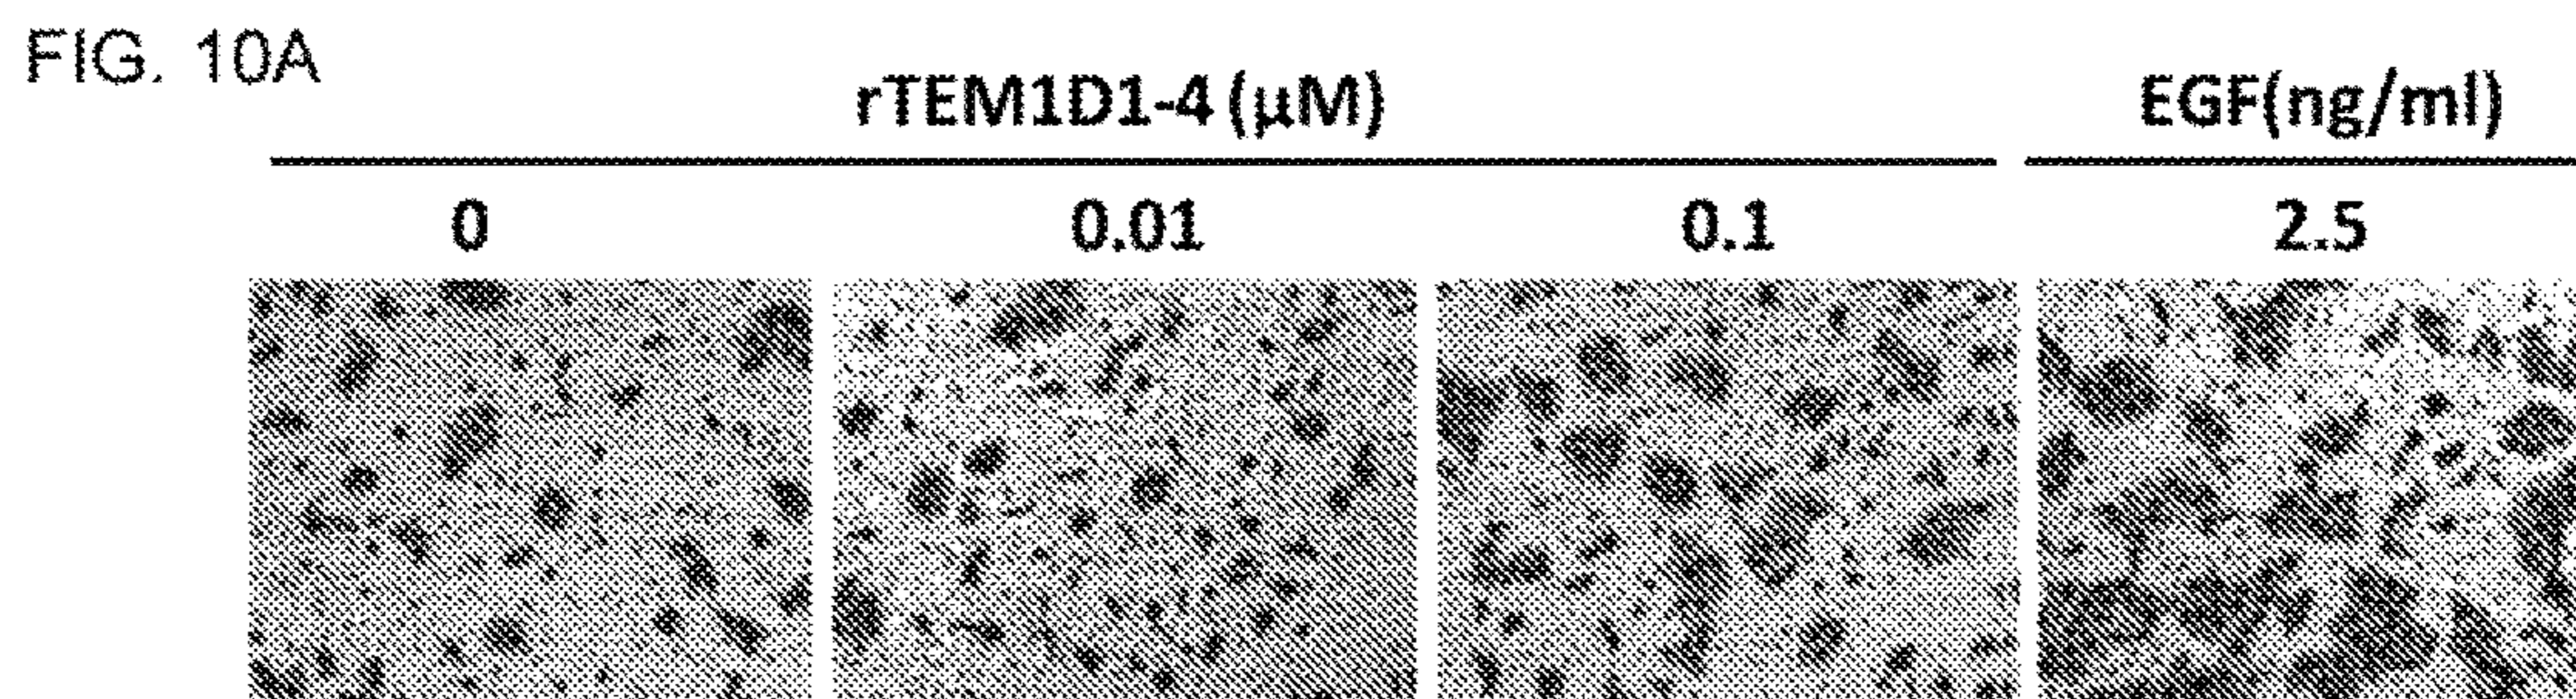 FIG. 10A
rTEM1D1-4 (μM) EGF(ng/ml)
0 0.01 0.1 2.5